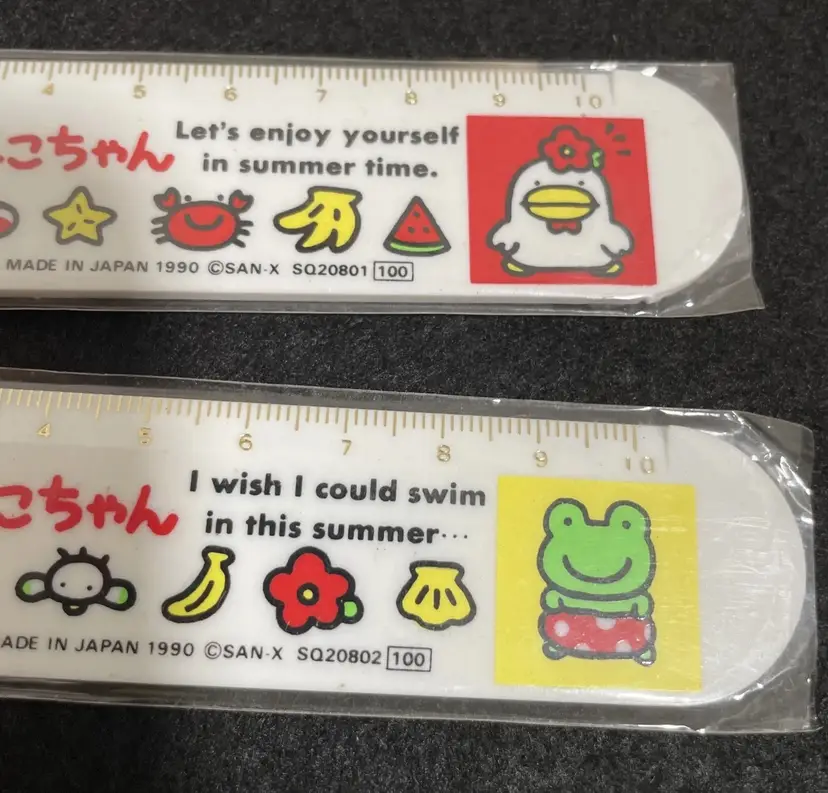 4 5 6 7 8 9 10
こちゃん
Let's enjoy yourself
in summer time.
MADE IN JAPAN 1990 ©SAN-X SQ20801 100
4 5 6 7 8 9 10
こちゃん
I wish I could swim
in this summer…
ADE IN JAPAN 1990 ©SAN-X SQ20802 100